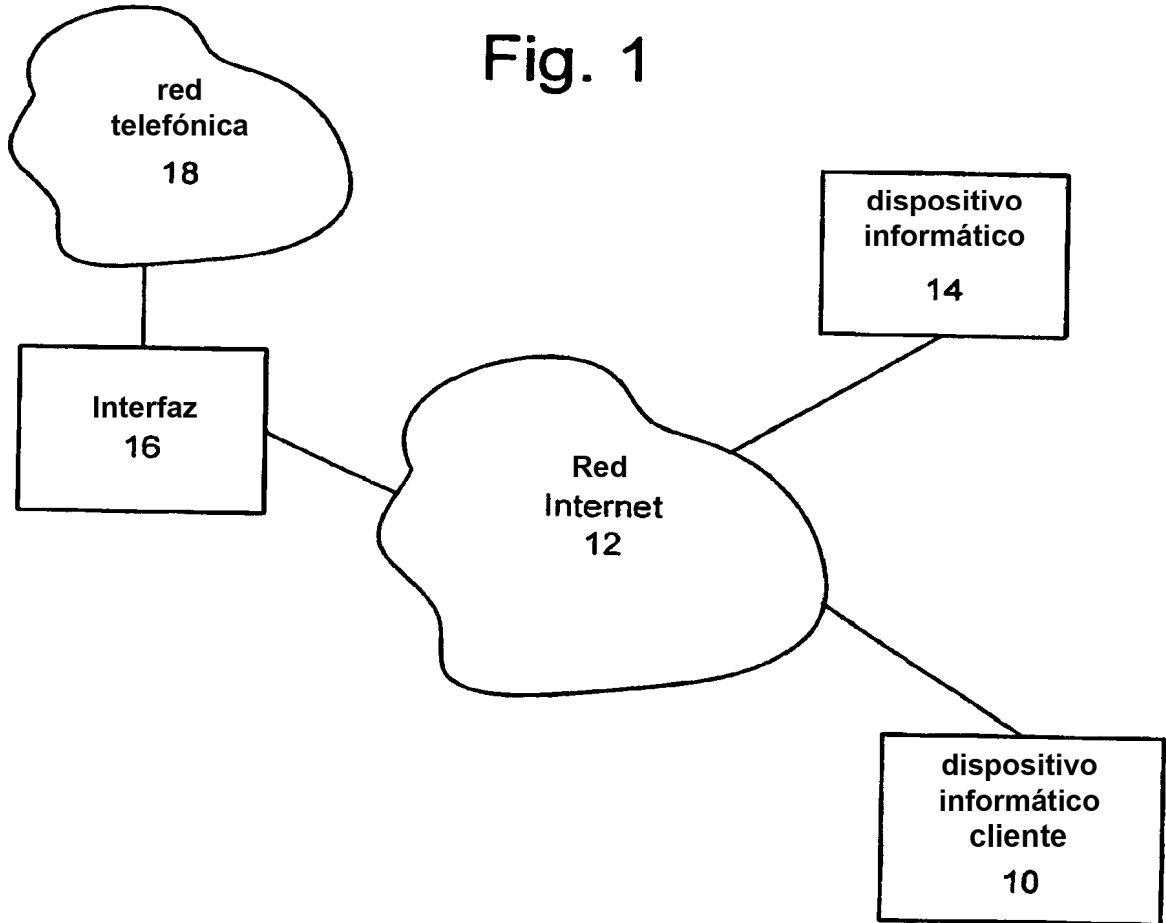 Fig. 1
red
telefónica
18
dispositivo
informático
14
Interfaz
16
Red
Internet
12
dispositivo
informático
cliente
10